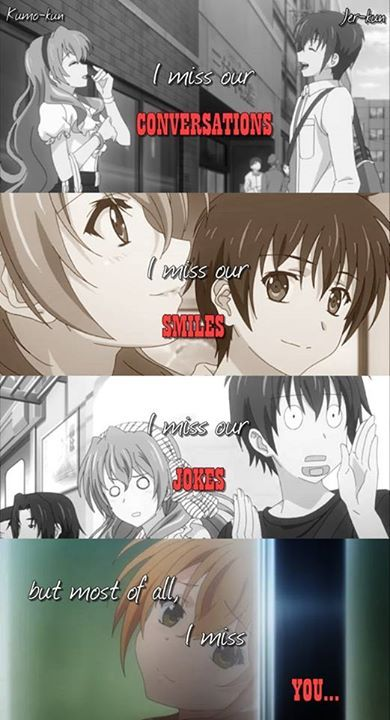 Kumo-kun
Jer-kun
I miss our
CONVERSATIONS
I miss our
SMILES
I miss our
JOKES
but most of all,
I miss
YOU...